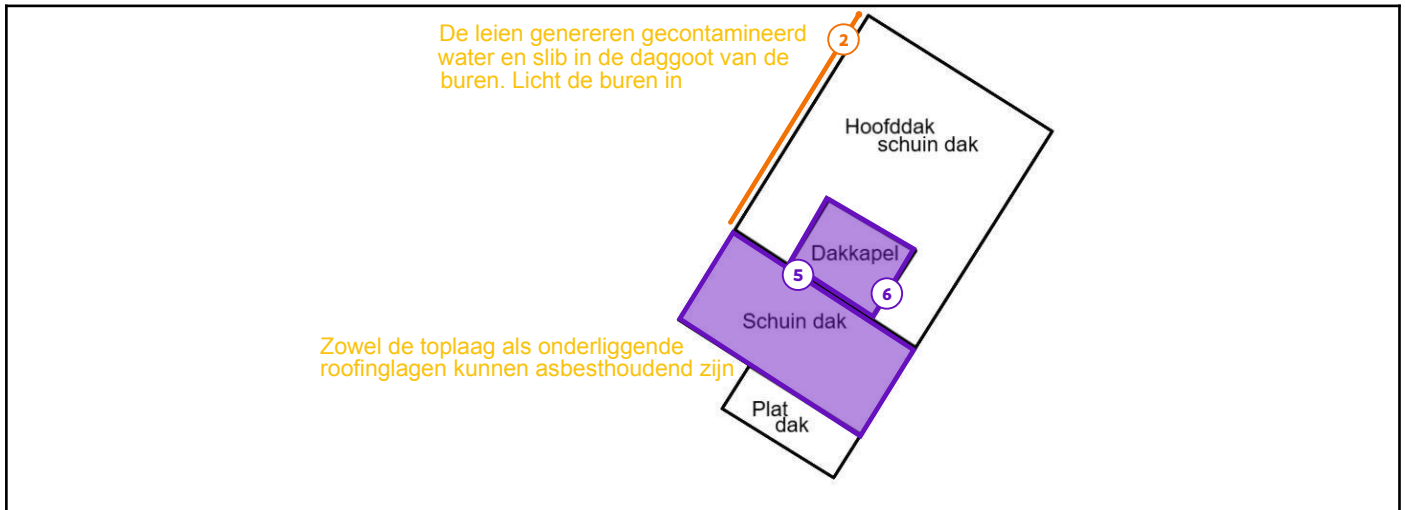 De leien genereren gecontamineerd
water en slib in de daggoot van de
buren. Licht de buren in
2
Hoofddak
schuin dak
Dakkapel
5
6
Schuin dak
Zowel de toplaag als onderliggende
roofinglagen kunnen asbesthoudend zijn
Plat
dak